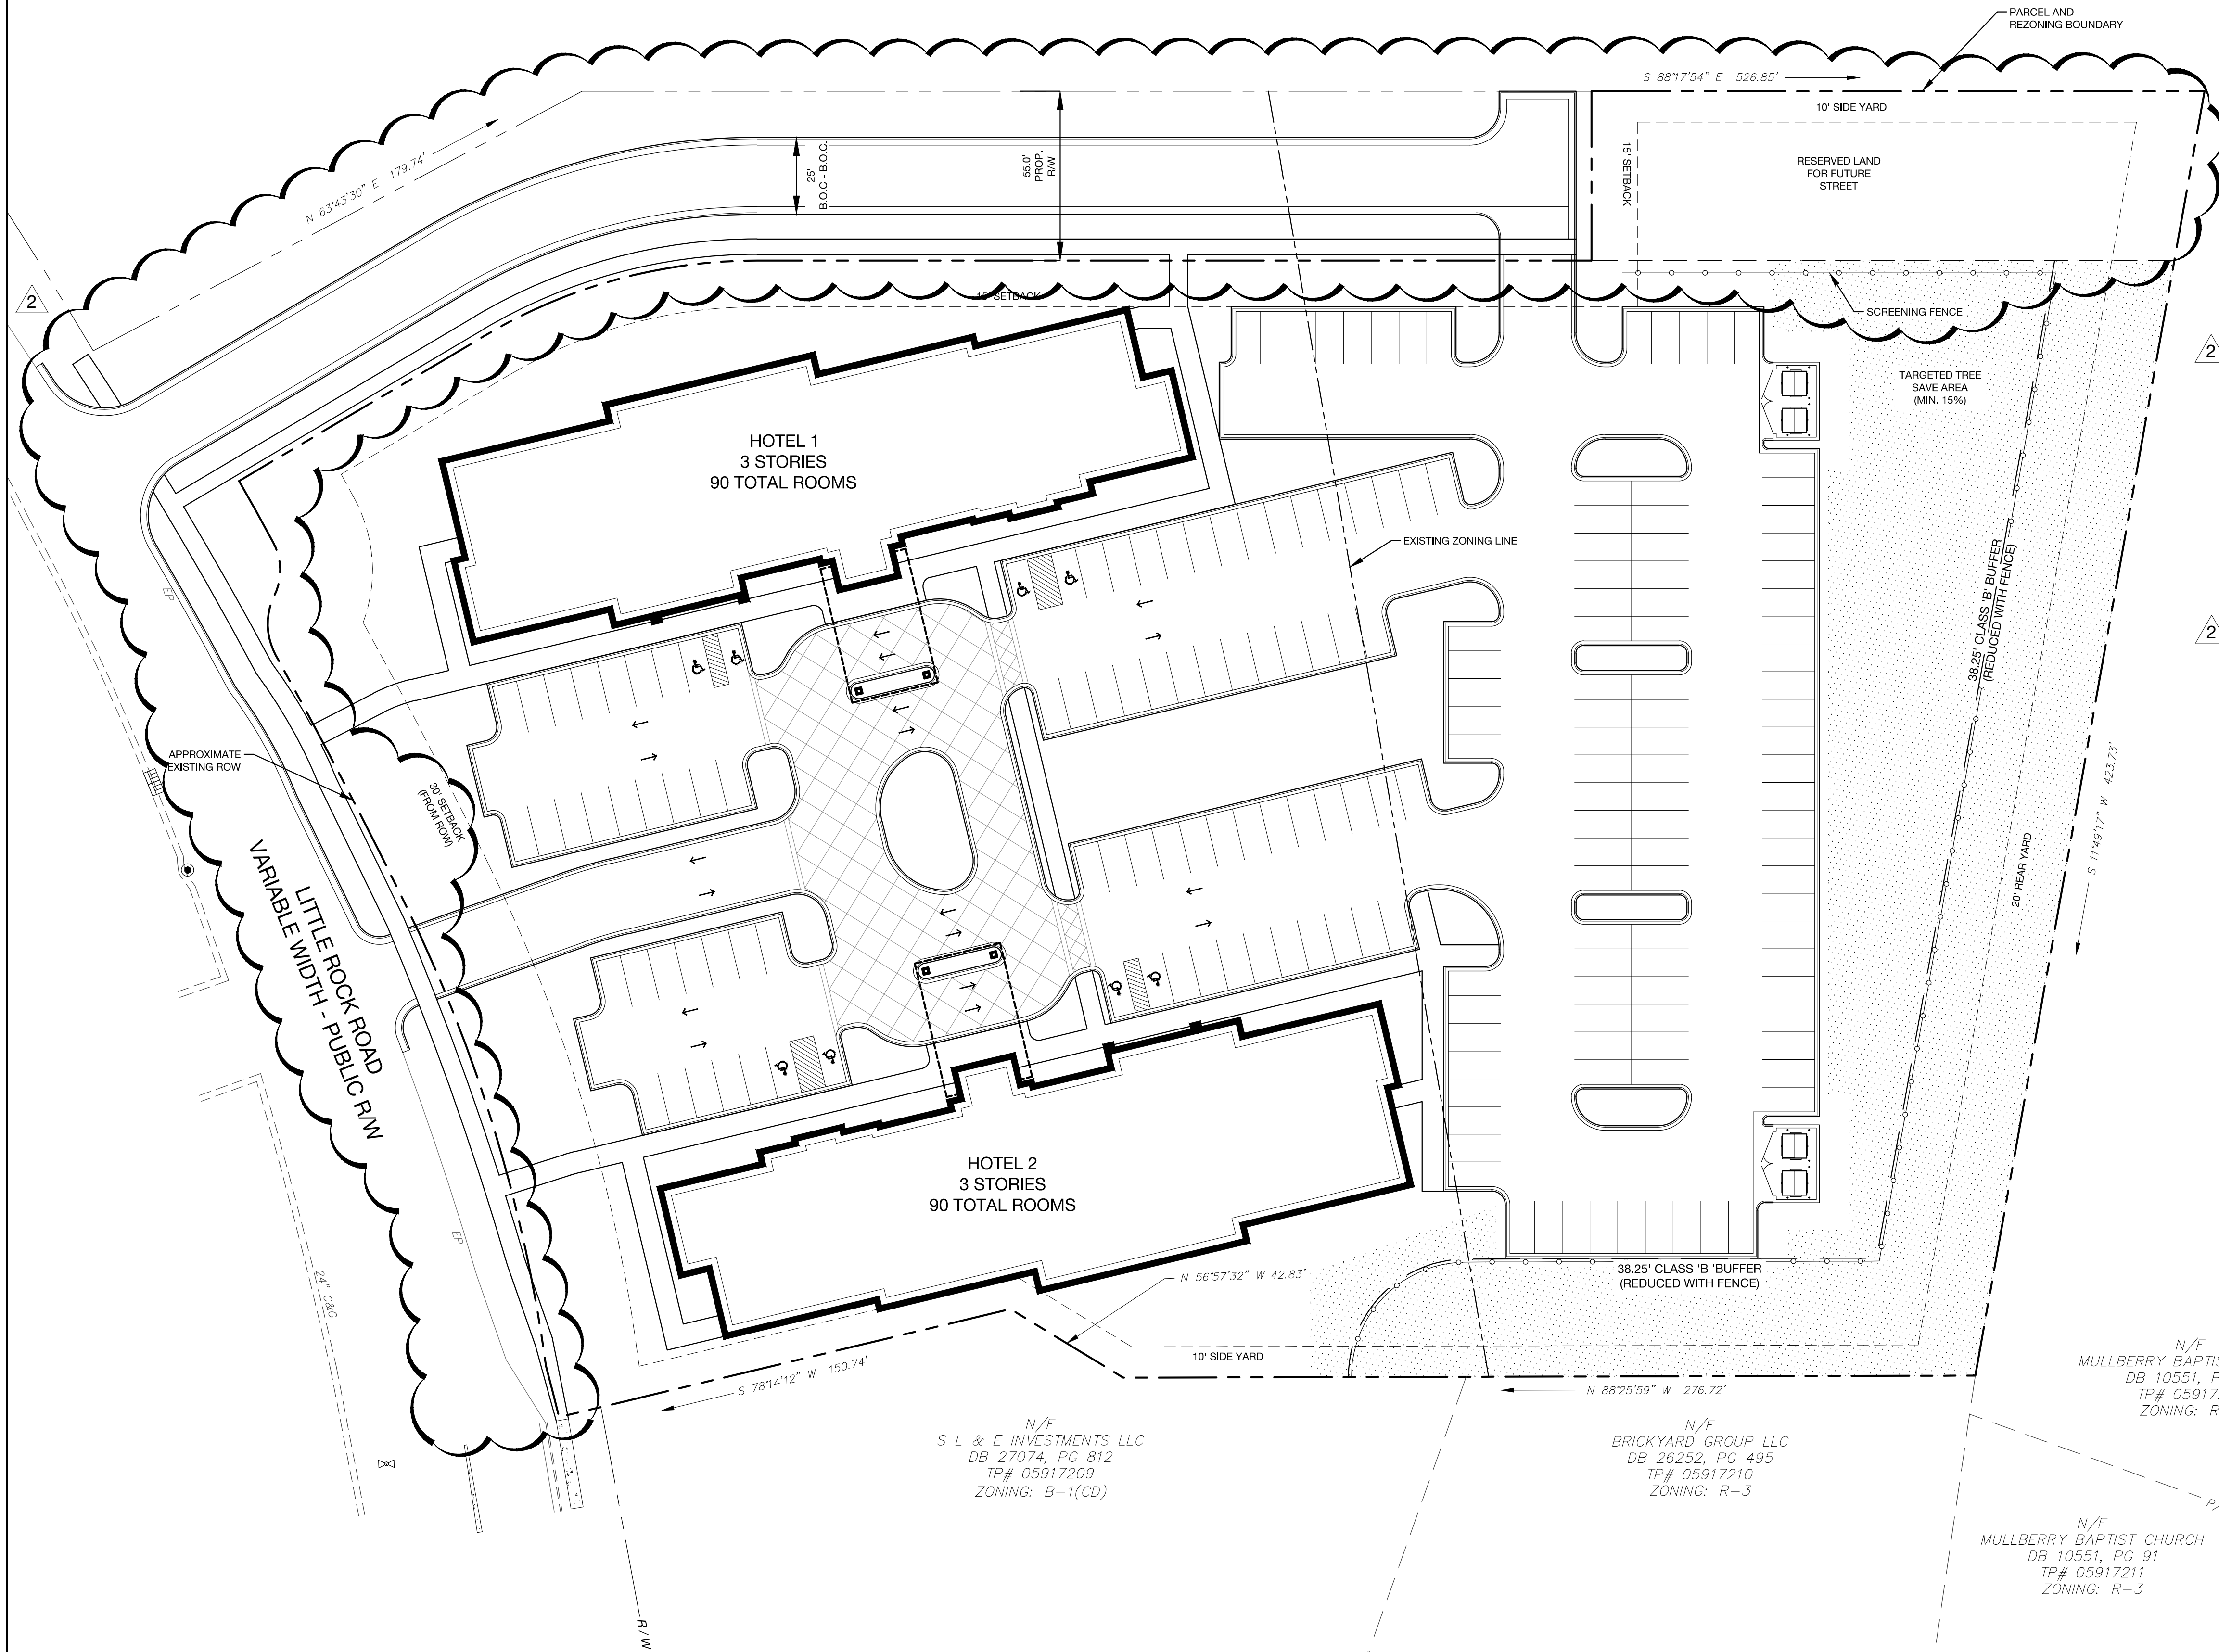 PARCEL AND
REZONING BOUNDARY
S 88°17'54" E 526.85'
10' SIDE YARD
N 63°43'30" E 179.74'
25'
B.O.C - B.O.C.
55.0'
PROP.
R/W
15' SETBACK
RESERVED LAND
FOR FUTURE
STREET
2
15' SETBACK
SCREENING FENCE
2
TARGETED TREE
SAVE AREA
(MIN. 15%)
HOTEL 1
3 STORIES
90 TOTAL ROOMS
EXISTING ZONING LINE
EP
38.25' CLASS 'B' BUFFER
(REDUCED WITH FENCE)
2
APPROXIMATE
EXISTING ROW
30' SETBACK
(FROM ROW)
S 11°49'17" W 423.73'
20' REAR YARD
LITTLE ROCK ROAD
VARIABLE WIDTH - PUBLIC R/W
HOTEL 2
3 STORIES
90 TOTAL ROOMS
EP
24" C&G
N 56°57'32" W 42.83'
38.25' CLASS 'B 'BUFFER
(REDUCED WITH FENCE)
10' SIDE YARD
S 78°14'12" W 150.74'
N 88°25'59" W 276.72'
N/F
MULLBERRY BAPTIS
DB 10551, P
TP# 05917
ZONING: R
N/F
S L & E INVESTMENTS LLC
DB 27074, PG 812
TP# 05917209
ZONING: B-1(CD)
N/F
BRICKYARD GROUP LLC
DB 26252, PG 495
TP# 05917210
ZONING: R-3
N/F
MULLBERRY BAPTIST CHURCH
DB 10551, PG 91
TP# 05917211
ZONING: R-3
R/W